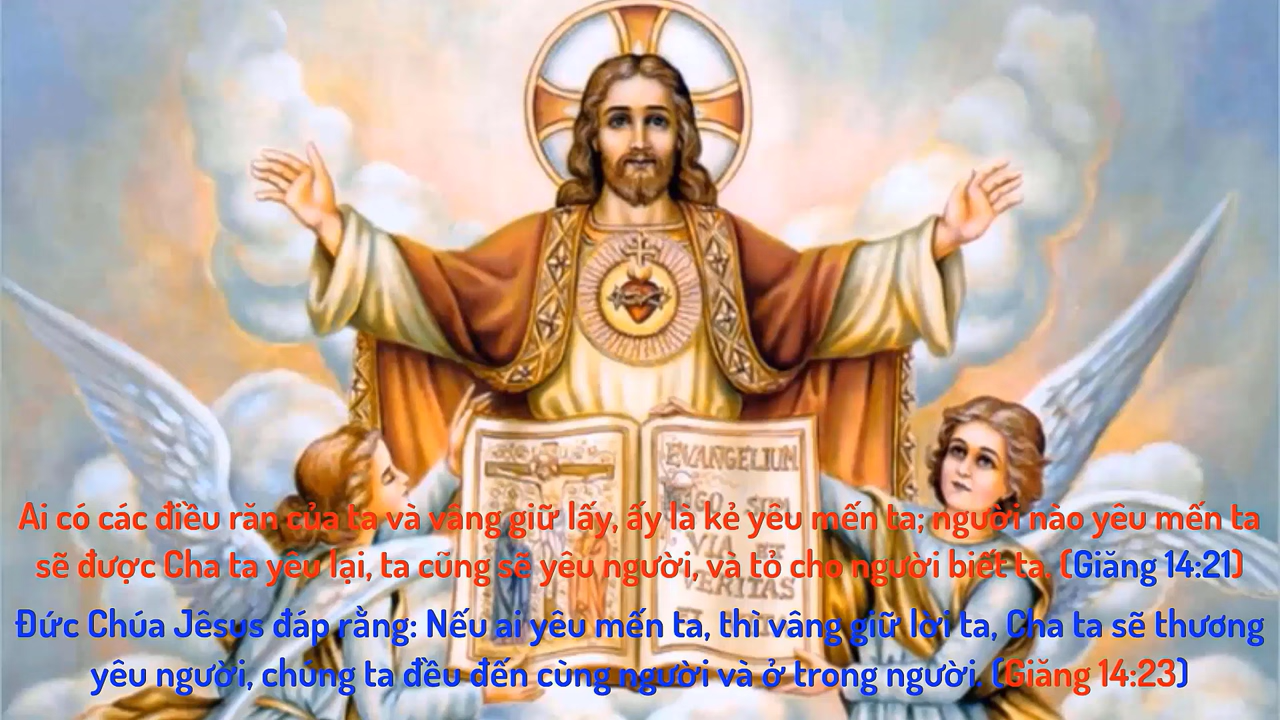 EVANGELIUM
EGO SUM
VIA
VERITAS
Ai có các điều răn của ta và vâng giữ lấy, ấy là kẻ yêu mến ta; người nào yêu mến ta
sẽ được Cha ta yêu lại, ta cũng sẽ yêu người, và tỏ cho người biết ta. (Giăng 14:21)
Đức Chúa Jêsus đáp rằng: Nếu ai yêu mến ta, thì vâng giữ lời ta, Cha ta sẽ thương
yêu người, chúng ta đều đến cùng người và ở trong người. (Giăng 14:23)